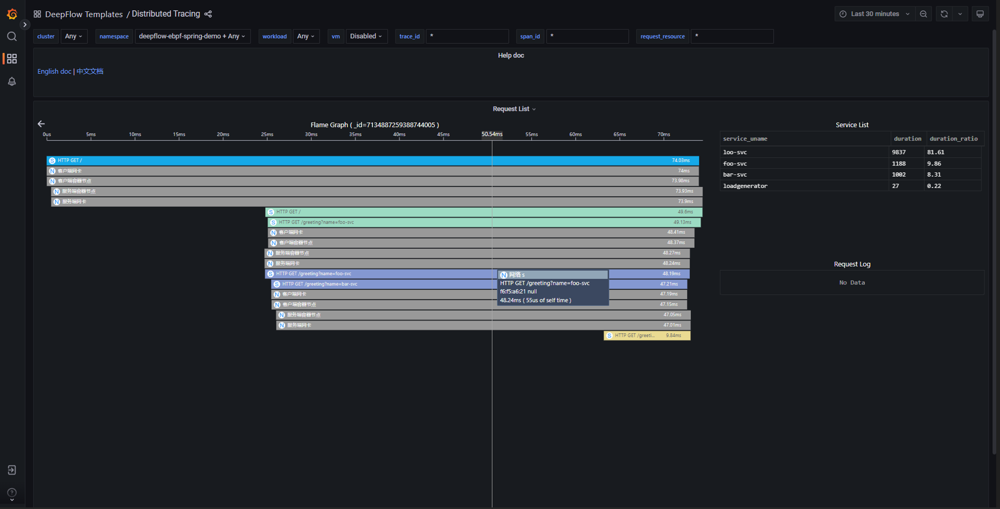 DeepFlow Templates / Distributed Tracing
Last 30 minutes
cluster Any namespace deepflow-ebpf-spring-demo + Any workload Any vm Disabled trace_id * span_id * request_resource *
Help doc
English doc | 中文文档
Request List
Flame Graph ( _id=7134887259388744005 )
0us 5ms 10ms 15ms 20ms 25ms 30ms 35ms 40ms 45ms 50.54ms 55ms 60ms 65ms 70ms
S HTTP GET / 74.03ms
N 客户端网卡 74ms
N 客户端容器节点 73.98ms
N 服务端容器节点 73.93ms
N 服务端网卡 73.9ms
S HTTP GET / 49.6ms
S HTTP GET /greeting?name=foo-svc 49.13ms
N 客户端网卡 48.41ms
N 客户端容器节点 48.37ms
N 服务端容器节点 48.27ms
N 服务端网卡 48.24ms
S HTTP GET /greeting?name=foo-svc 48.19ms
S HTTP GET /greeting?name=bar-svc 47.21ms
N 客户端网卡 47.19ms
N 客户端容器节点 47.15ms
N 服务端容器节点 47.05ms
N 服务端网卡 47.01ms
S HTTP GET /greeti... 9.84ms
N 网络 s
HTTP GET /greeting?name=foo-svc
f6:f5:a6:21 null
48.24ms ( 55us of self time )
Service List
service_uname duration duration_ratio
loo-svc 9837 81.61
foo-svc 1188 9.86
bar-svc 1002 8.31
loadgenerator 27 0.22
Request Log
No Data